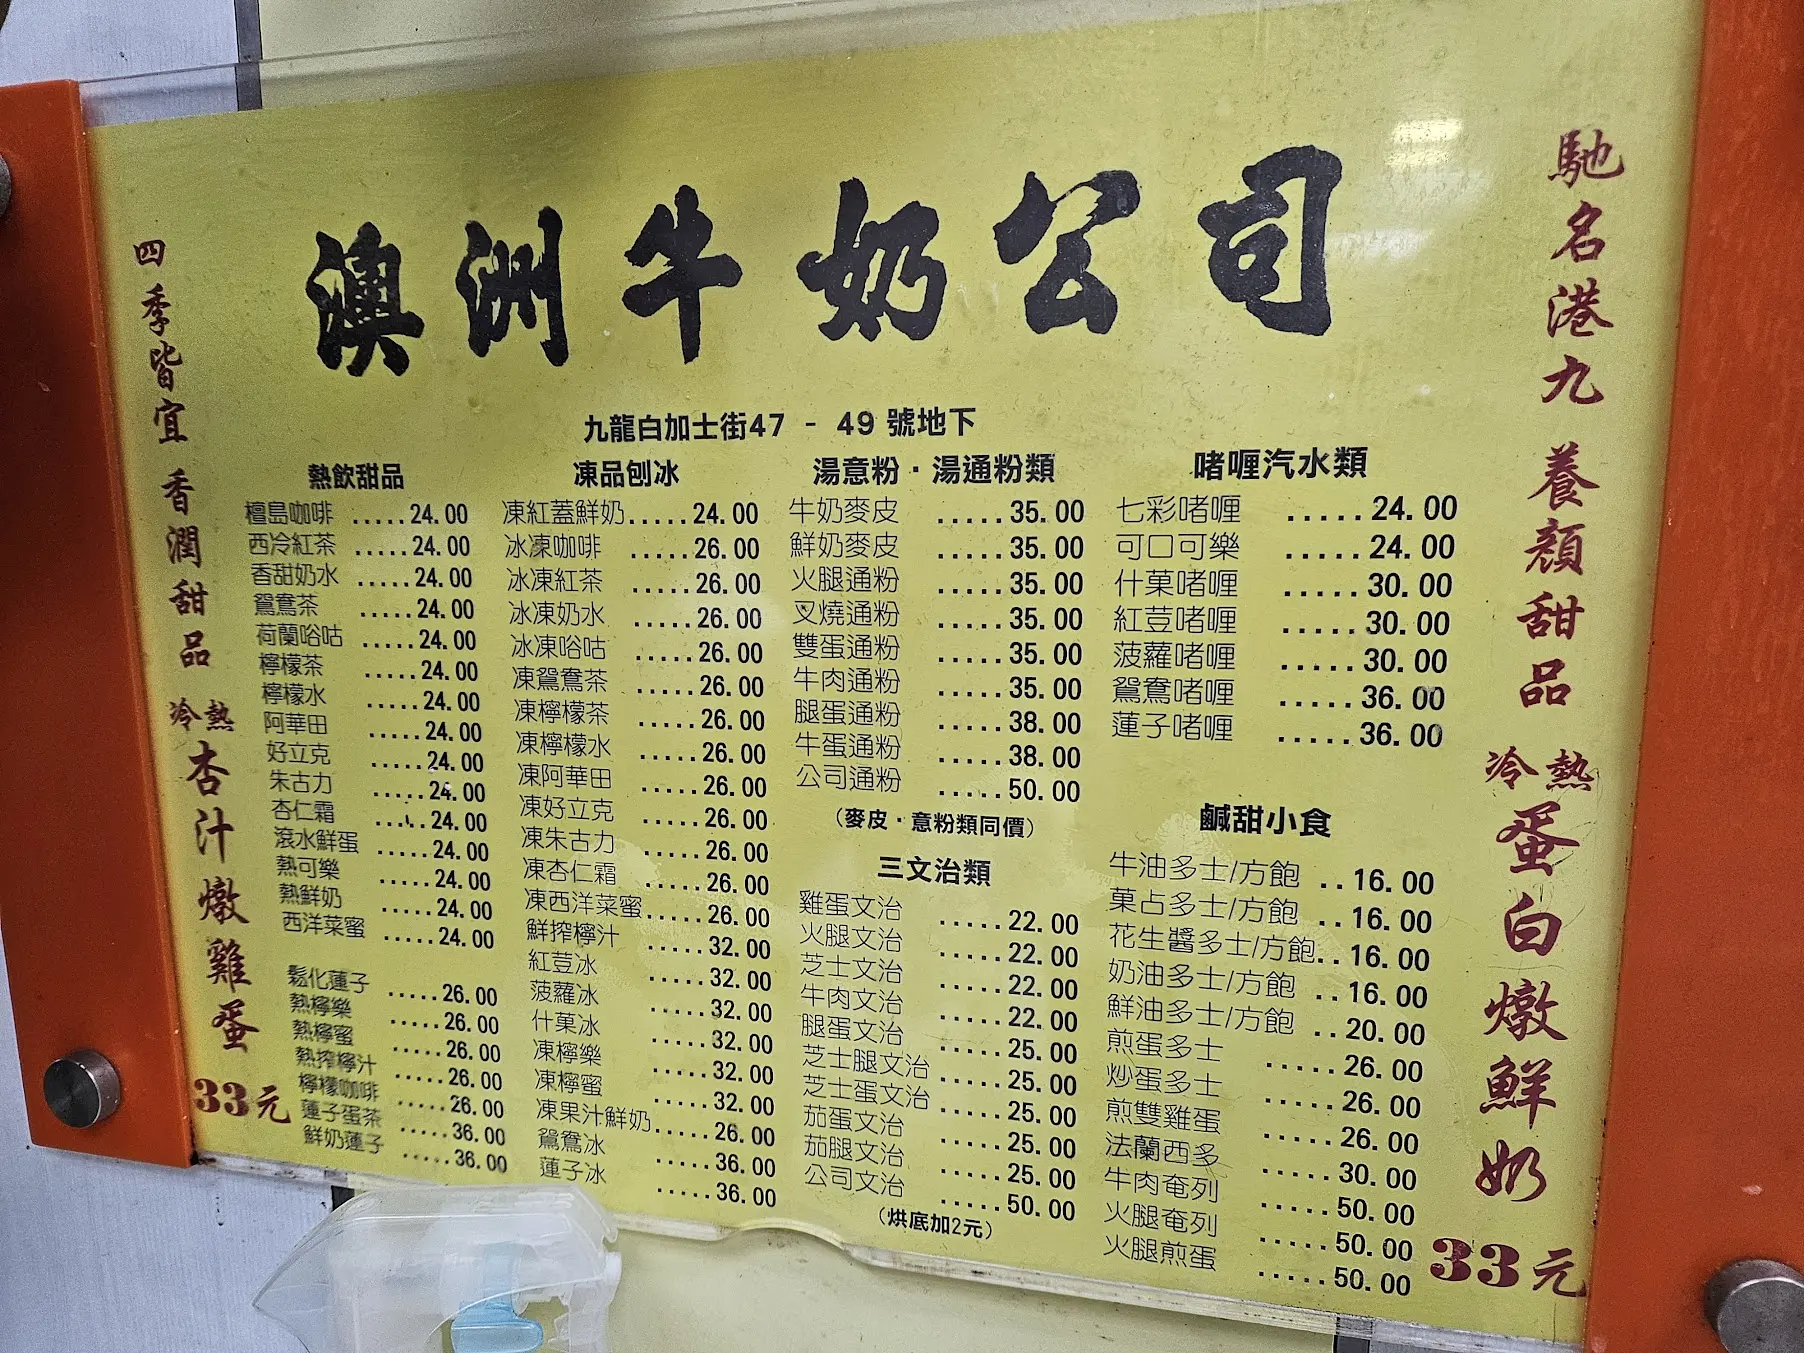 澳洲牛奶公司
九龍白加士街47 - 49 號地下
四季皆宜 香潤甜品
冷熱
杏汁燉雞蛋
33元
熱飲甜品
檀島咖啡 .....24.00
西冷紅茶 .....24.00
香甜奶水 .....24.00
鴛鴦茶 .....24.00
荷蘭唂咕 .....24.00
檸檬茶 .....24.00
檸檬水 .....24.00
阿華田 .....24.00
好立克 .....24.00
朱古力 .....24.00
杏仁霜 .....24.00
滾水鮮蛋 .....24.00
熱可樂 .....24.00
熱鮮奶 .....24.00
西洋菜蜜 .....24.00
鬆化蓮子 .....26.00
熱檸樂 .....26.00
熱檸蜜 .....26.00
熱搾檸汁 .....26.00
檸檬咖啡 .....26.00
蓮子蛋茶 .....36.00
鮮奶蓮子 .....36.00
凍品刨冰
凍紅蓋鮮奶 .....24.00
冰凍咖啡 .....26.00
冰凍紅茶 .....26.00
冰凍奶水 .....26.00
冰凍唂咕 .....26.00
凍鴛鴦茶 .....26.00
凍檸檬茶 .....26.00
凍檸檬水 .....26.00
凍阿華田 .....26.00
凍好立克 .....26.00
凍朱古力 .....26.00
凍杏仁霜 .....26.00
凍西洋菜蜜 .....26.00
鮮搾檸汁 .....32.00
紅荳冰 .....32.00
菠蘿冰 .....32.00
什菓冰 .....32.00
凍檸樂 .....32.00
凍檸蜜 .....32.00
凍果汁鮮奶 .....26.00
鴛鴦冰 .....36.00
蓮子冰 .....36.00
湯意粉．湯通粉類
牛奶麥皮 .....35.00
鮮奶麥皮 .....35.00
火腿通粉 .....35.00
叉燒通粉 .....35.00
雙蛋通粉 .....35.00
牛肉通粉 .....35.00
腿蛋通粉 .....38.00
牛蛋通粉 .....38.00
公司通粉 .....50.00
(麥皮．意粉類同價)
三文治類
雞蛋文治 .....22.00
火腿文治 .....22.00
芝士文治 .....22.00
牛肉文治 .....22.00
腿蛋文治 .....25.00
芝士腿文治 .....25.00
芝士蛋文治 .....25.00
茄蛋文治 .....25.00
茄腿文治 .....25.00
公司文治 .....50.00
(烘底加2元)
啫喱汽水類
七彩啫喱 .....24.00
可口可樂 .....24.00
什菓啫喱 .....30.00
紅荳啫喱 .....30.00
菠蘿啫喱 .....30.00
鴛鴦啫喱 .....36.00
蓮子啫喱 .....36.00
鹹甜小食
牛油多士/方飽 ..16.00
菓占多士/方飽 ..16.00
花生醬多士/方飽..16.00
奶油多士/方飽 ..16.00
鮮油多士/方飽 ..20.00
煎蛋多士 .....26.00
炒蛋多士 .....26.00
煎雙雞蛋 .....26.00
法蘭西多 .....30.00
牛肉奄列 .....50.00
火腿奄列 .....50.00
火腿煎蛋 .....50.00
馳名港九 養顏甜品
冷熱
蛋白燉鮮奶
33元